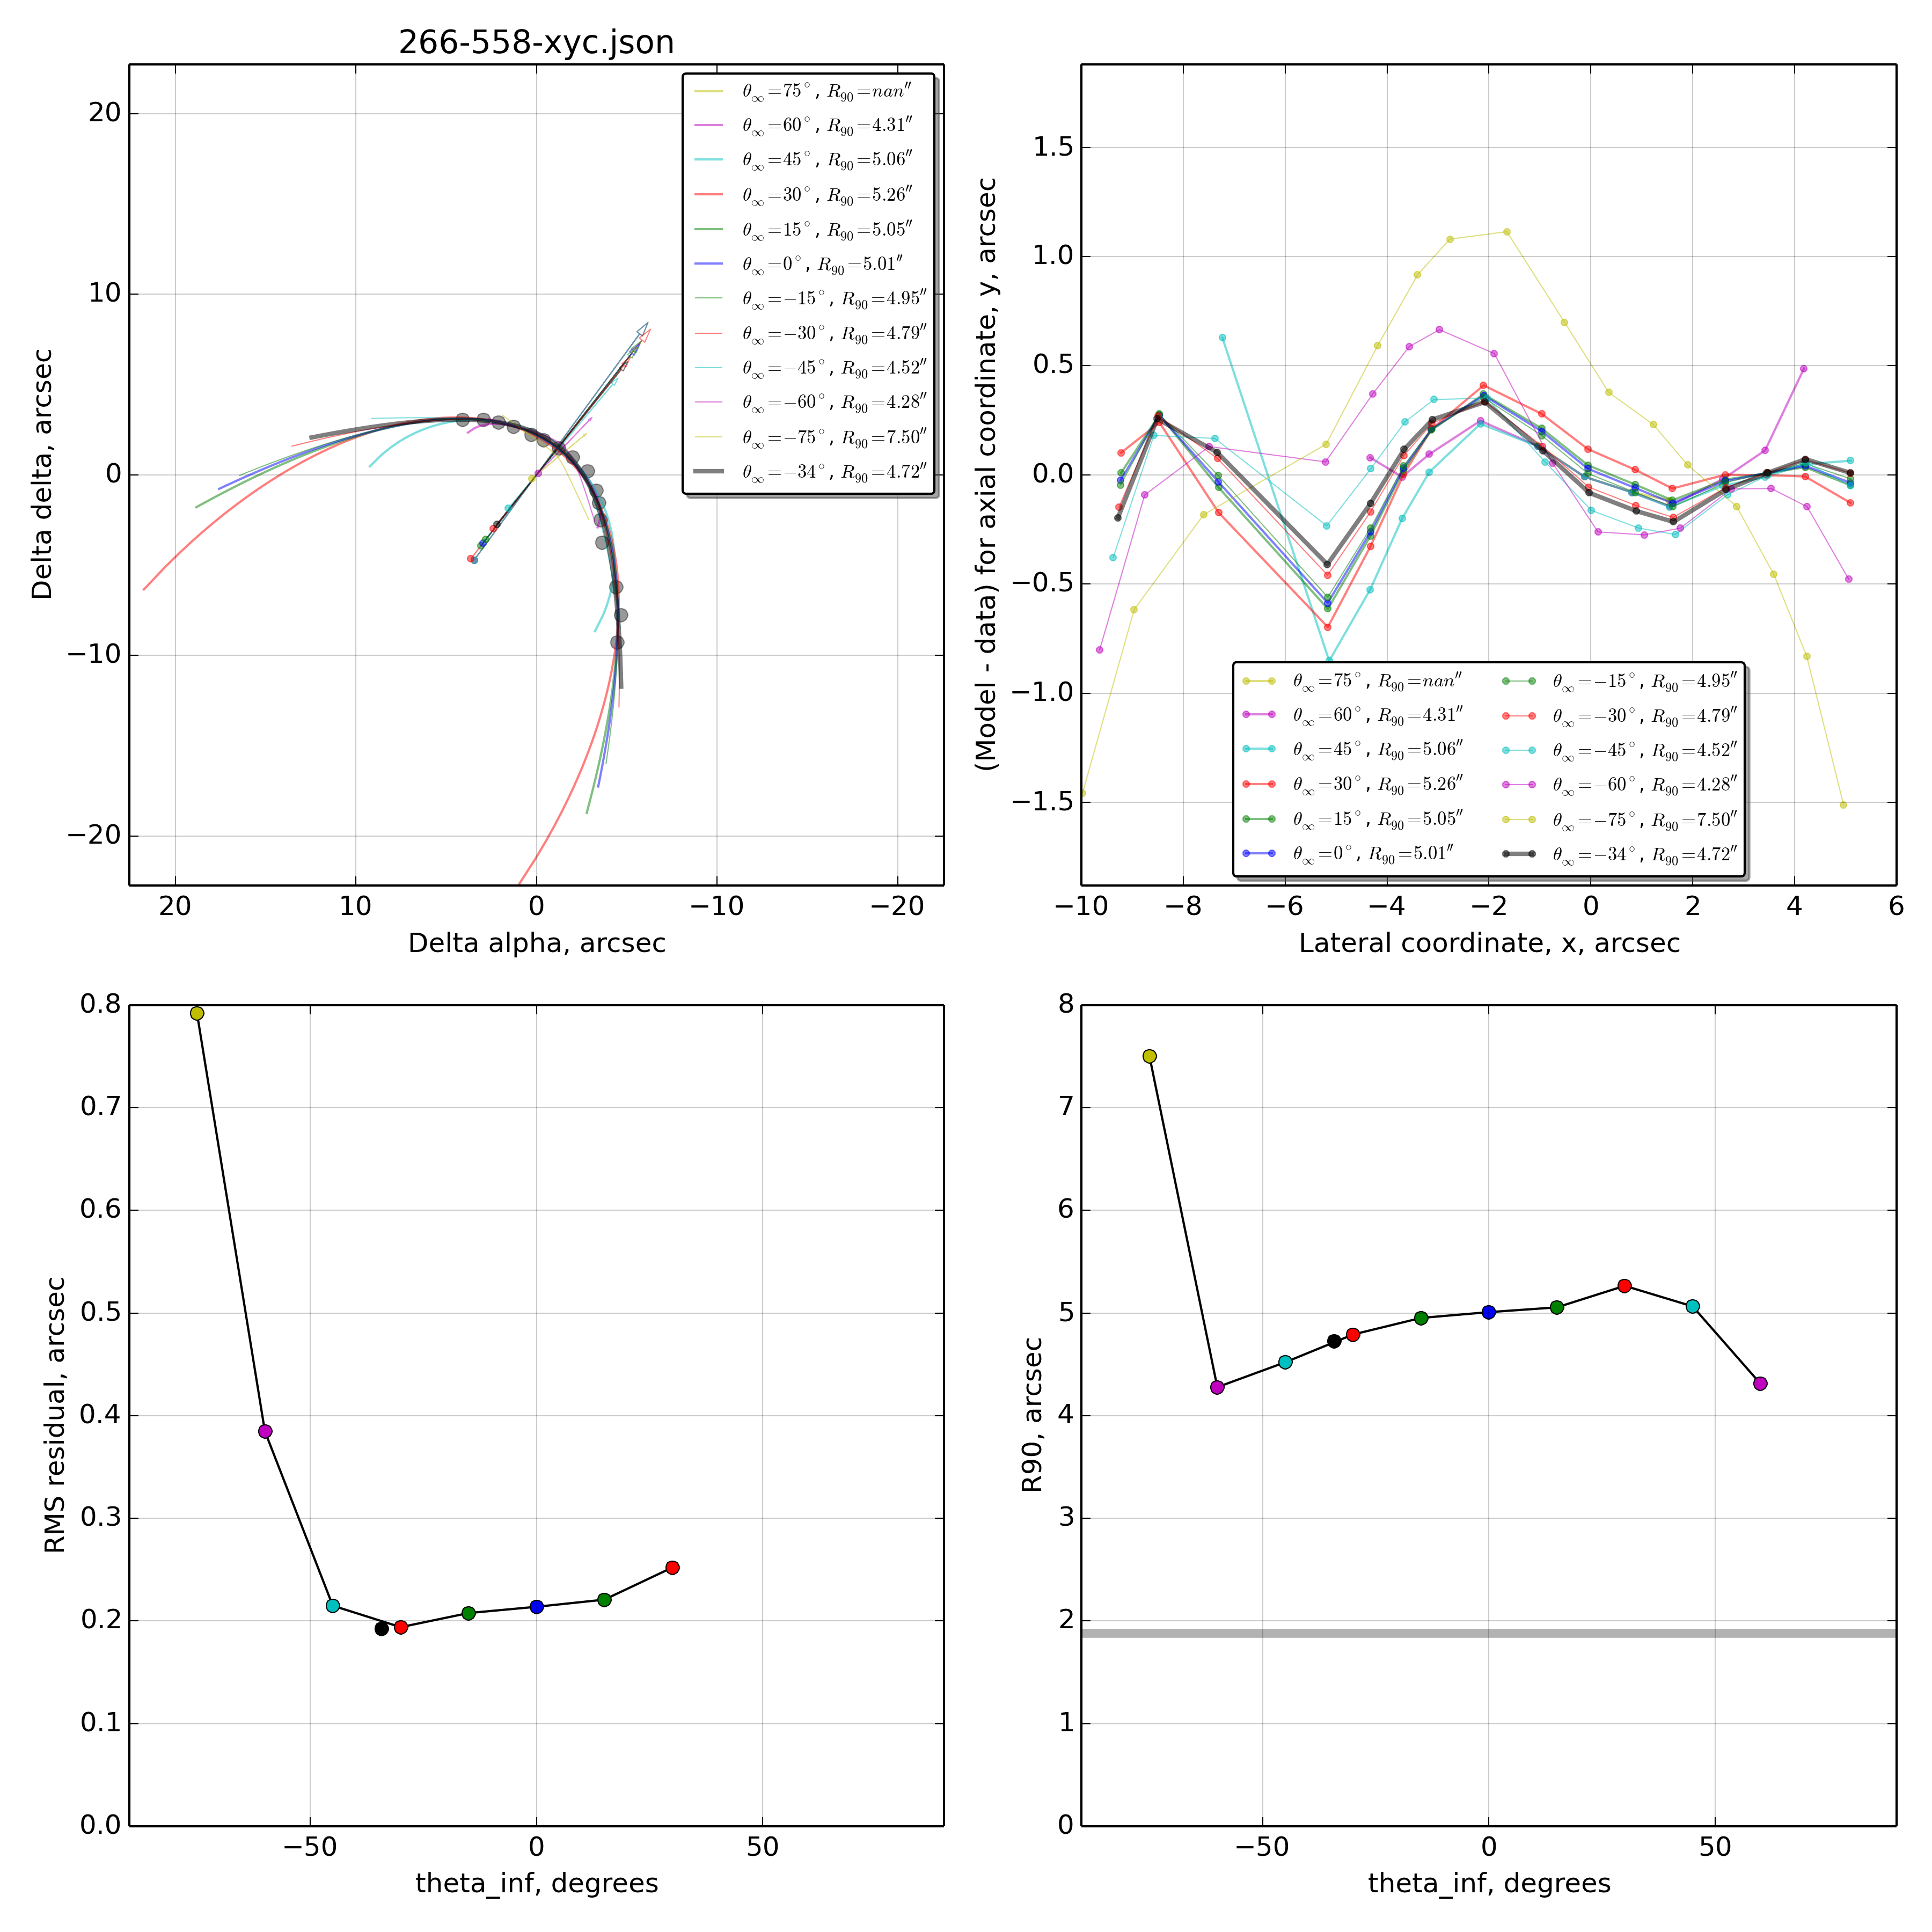 266-558-xyc.json
20
10
0
−10
−20
Delta delta, arcsec
20
10
0
−10
−20
Delta alpha, arcsec
θ∞=75°, R90=nan″
θ∞=60°, R90=4.31″
θ∞=45°, R90=5.06″
θ∞=30°, R90=5.26″
θ∞=15°, R90=5.05″
θ∞=0°, R90=5.01″
θ∞=−15°, R90=4.95″
θ∞=−30°, R90=4.79″
θ∞=−45°, R90=4.52″
θ∞=−60°, R90=4.28″
θ∞=−75°, R90=7.50″
θ∞=−34°, R90=4.72″
1.5
1.0
0.5
0.0
−0.5
−1.0
−1.5
(Model - data) for axial coordinate, y, arcsec
θ∞=75°, R90=nan″
θ∞=60°, R90=4.31″
θ∞=45°, R90=5.06″
θ∞=30°, R90=5.26″
θ∞=15°, R90=5.05″
θ∞=0°, R90=5.01″
θ∞=−15°, R90=4.95″
θ∞=−30°, R90=4.79″
θ∞=−45°, R90=4.52″
θ∞=−60°, R90=4.28″
θ∞=−75°, R90=7.50″
θ∞=−34°, R90=4.72″
−10
−8
−6
−4
−2
0
2
4
6
Lateral coordinate, x, arcsec
0.8
0.7
0.6
0.5
0.4
0.3
0.2
0.1
0.0
RMS residual, arcsec
−50
0
50
theta_inf, degrees
8
7
6
5
4
3
2
1
0
R90, arcsec
−50
0
50
theta_inf, degrees